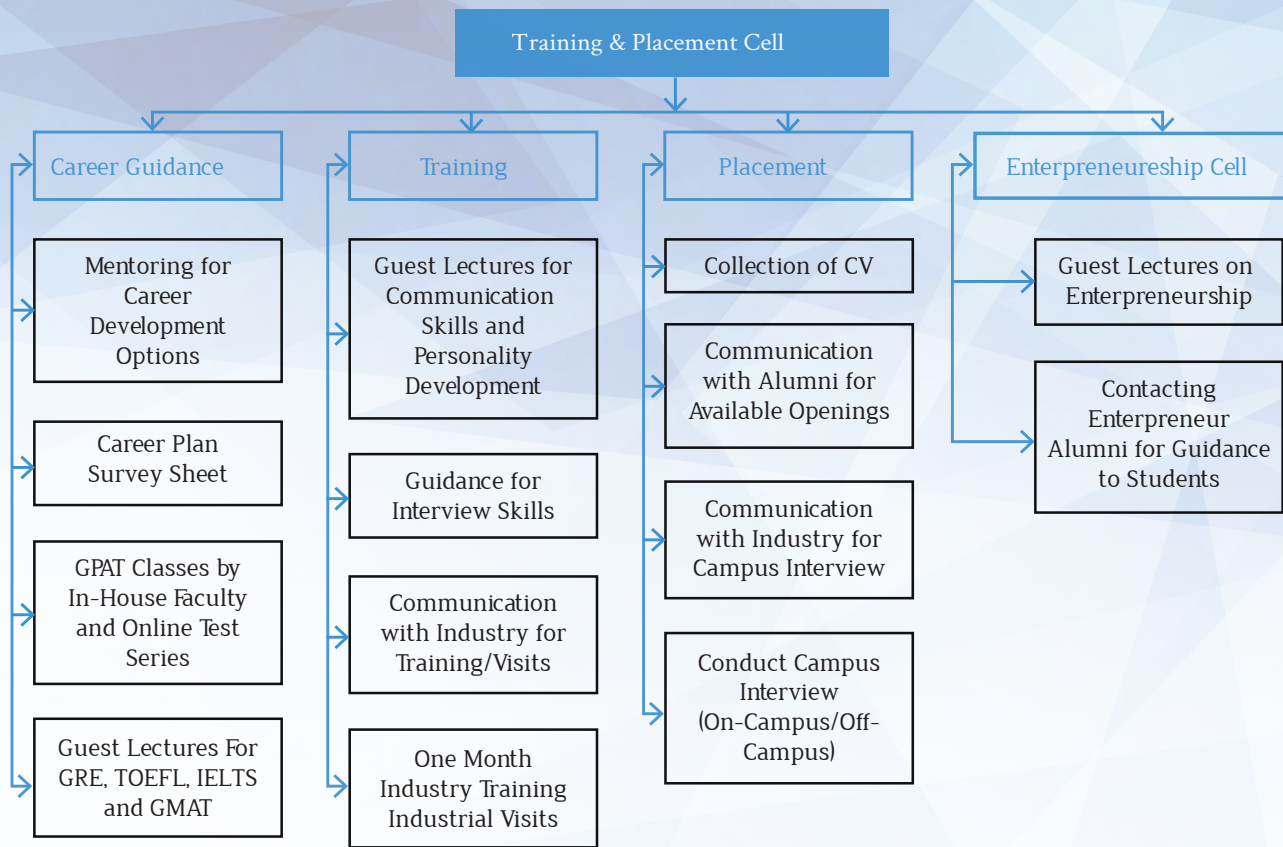 Training & Placement Cell
Career Guidance
Mentoring for
Career
Development
Options
Career Plan
Survey Sheet
GPAT Classes by
In-House Faculty
and Online Test
Series
Guest Lectures For
GRE, TOEFL, IELTS
and GMAT
Training
Guest Lectures for
Communication
Skills and
Personality
Development
Guidance for
Interview Skills
Communication
with Industry for
Training/Visits
One Month
Industry Training
Industrial Visits
Placement
Collection of CV
Communication
with Alumni for
Available Openings
Communication
with Industry for
Campus Interview
Conduct Campus
Interview
(On-Campus/Off-
Campus)
Enterpreneureship Cell
Guest Lectures on
Enterpreneurship
Contacting
Enterpreneur
Alumni for Guidance
to Students